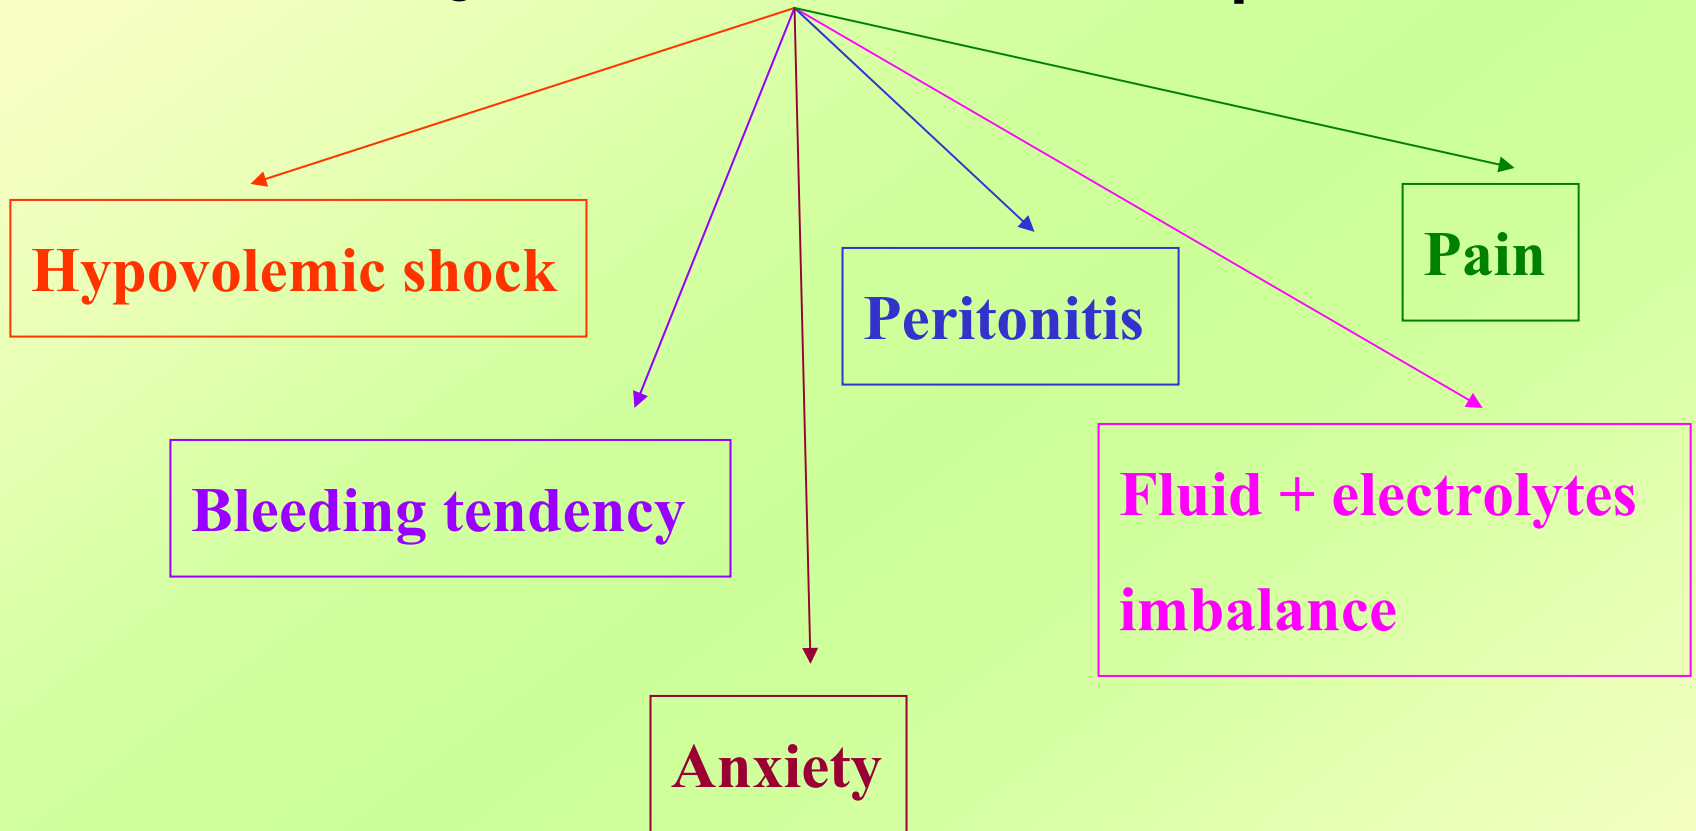 Hypovolemic shock
Pain
Peritonitis
Bleeding tendency
Fluid + electrolytes
imbalance
Anxiety